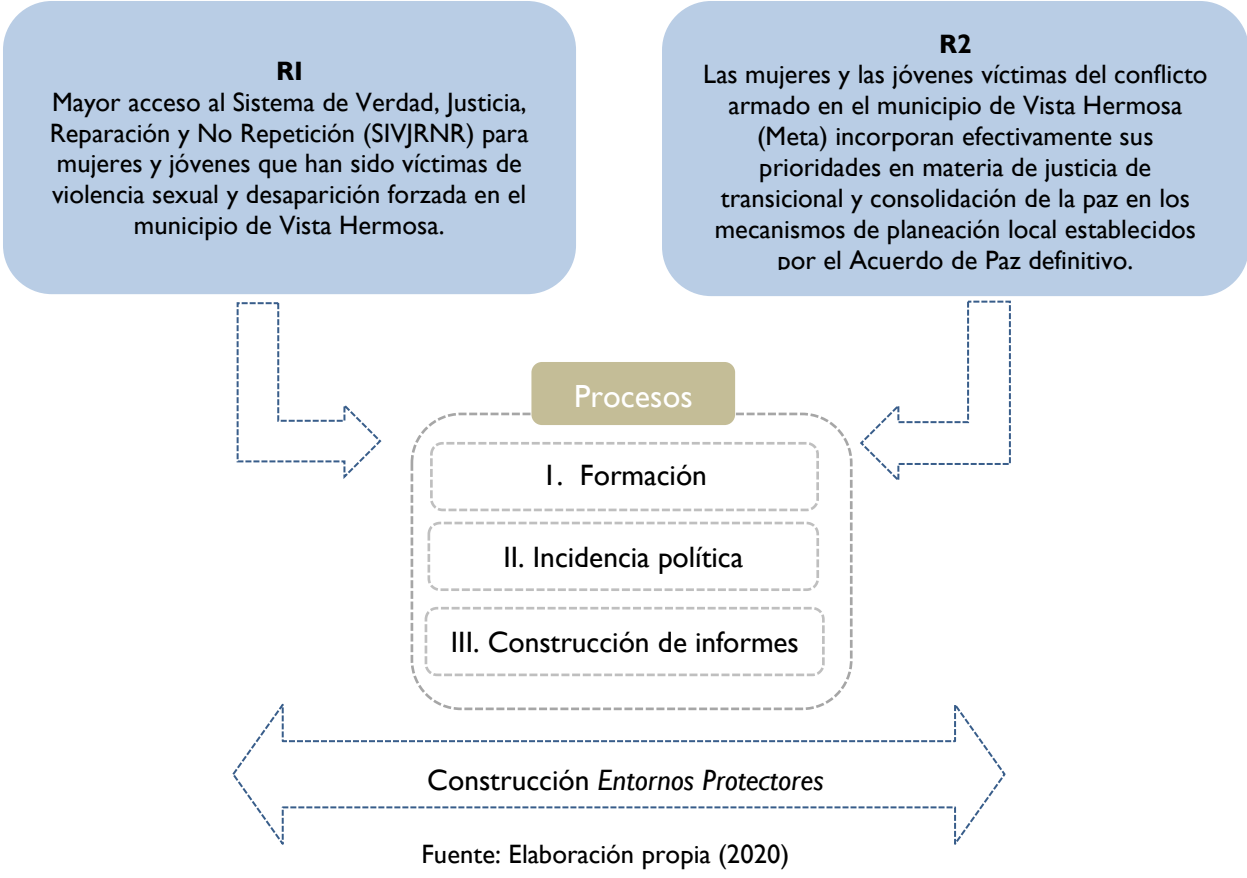 R1
Mayor acceso al Sistema de Verdad, Justicia,
Reparación y No Repetición (SIVJRNR) para
mujeres y jóvenes que han sido víctimas de
violencia sexual y desaparición forzada en el
municipio de Vista Hermosa.
R2
Las mujeres y las jóvenes víctimas del conflicto
armado en el municipio de Vista Hermosa
(Meta) incorporan efectivamente sus
prioridades en materia de justicia de
transicional y consolidación de la paz en los
mecanismos de planeación local establecidos
por el Acuerdo de Paz definitivo.
Procesos
I. Formación
II. Incidencia política
III. Construcción de informes
Construcción Entornos Protectores
Fuente: Elaboración propia (2020)